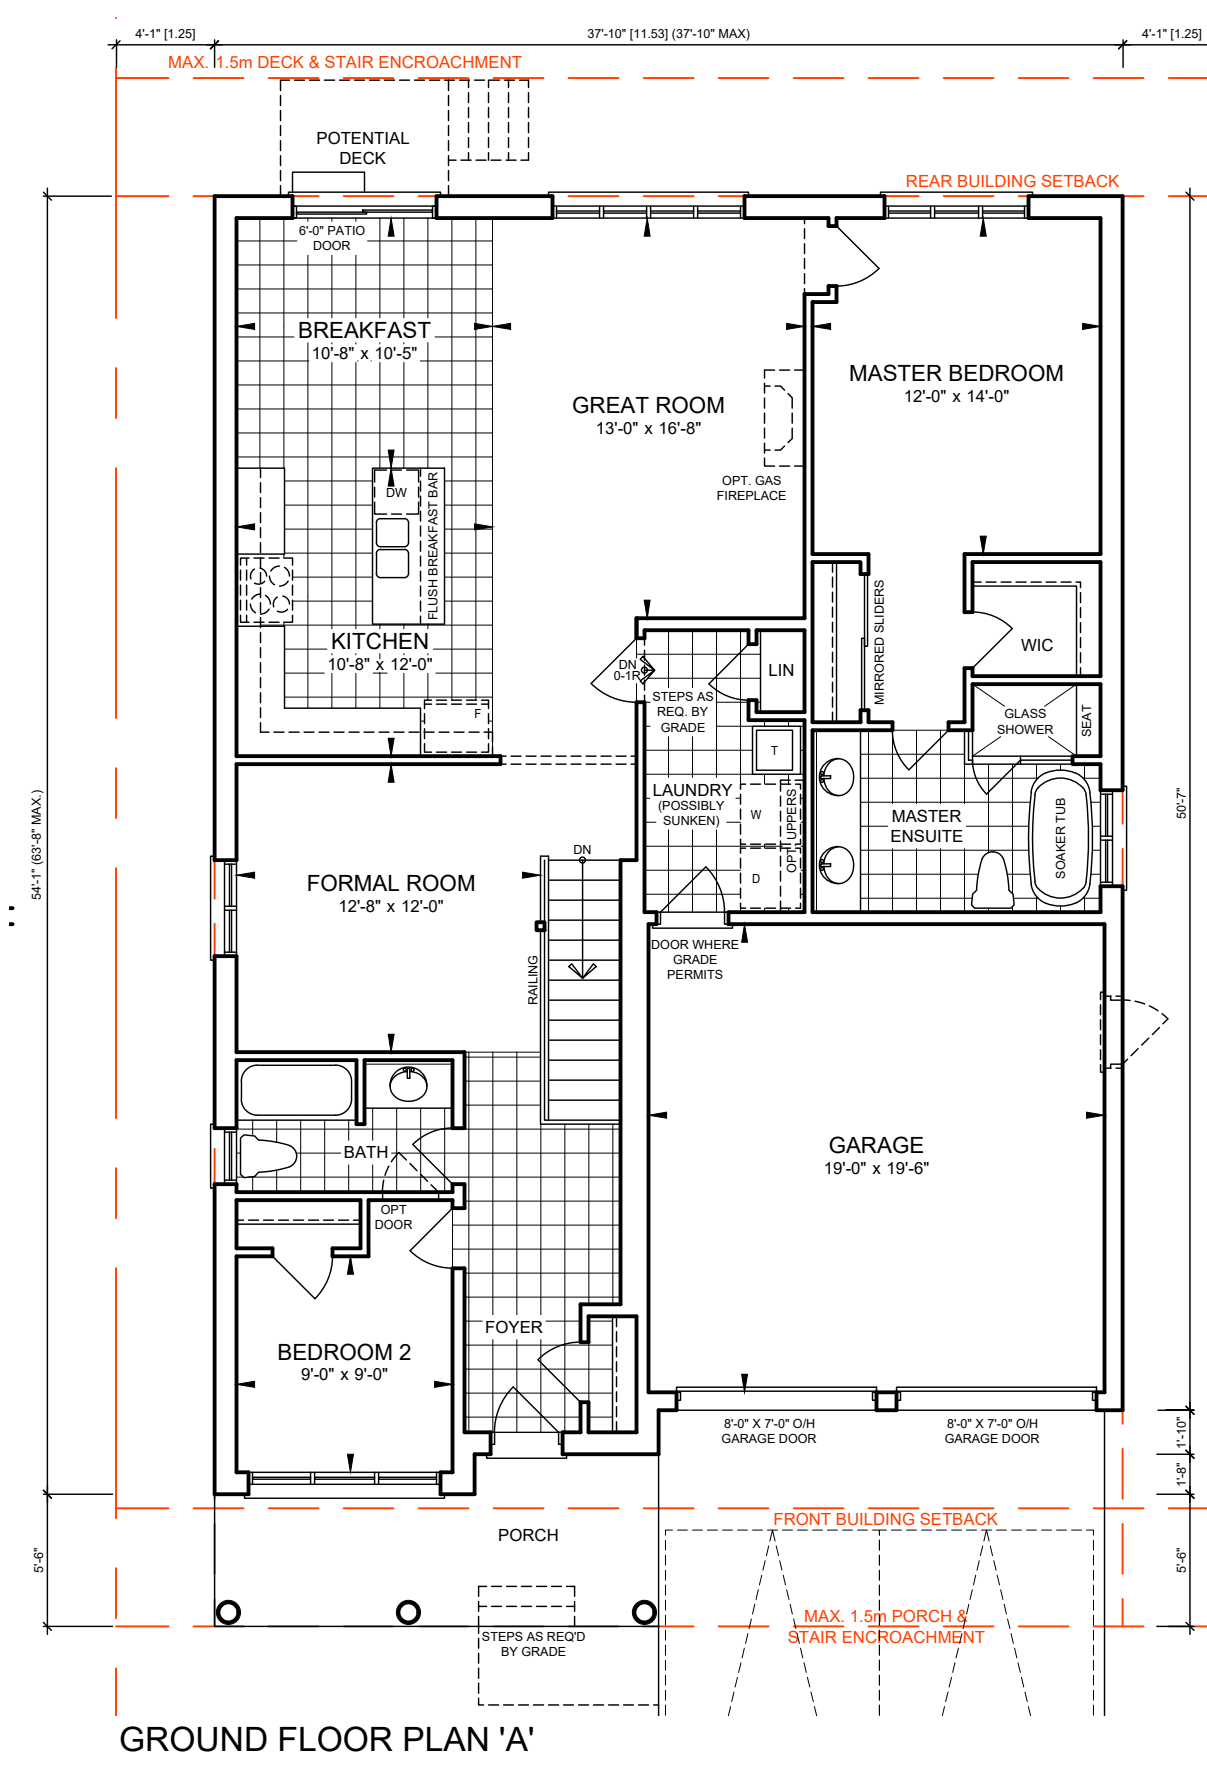 4'-1" [1.25]
37'-10" [11.53] (37'-10" MAX)
4'-1" [1.25]
MAX. 1.5m DECK & STAIR ENCROACHMENT
POTENTIAL
DECK
REAR BUILDING SETBACK
6'-0" PATIO
DOOR
BREAKFAST
10'-8" x 10'-5"
GREAT ROOM
13'-0" x 16'-8"
MASTER BEDROOM
12'-0" x 14'-0"
OPT. GAS
FIREPLACE
DW
FLUSH BREAKFAST BAR
KITCHEN
10'-8" x 12'-0"
F
DN
0-1R
STEPS AS
REQ. BY
GRADE
LIN
MIRRORED SLIDERS
WIC
GLASS
SHOWER
SEAT
T
LAUNDRY
(POSSIBLY
SUNKEN)
W
D
OPT. UPPERS
MASTER
ENSUITE
SOAKER TUB
54'-1" (63'-8" MAX.)
50'-7"
FORMAL ROOM
12'-8" x 12'-0"
DN
RAILING
DOOR WHERE
GRADE
PERMITS
BATH
OPT
DOOR
GARAGE
19'-0" x 19'-6"
FOYER
BEDROOM 2
9'-0" x 9'-0"
8'-0" X 7'-0" O/H
GARAGE DOOR
8'-0" X 7'-0" O/H
GARAGE DOOR
1'-10"
1'-8"
FRONT BUILDING SETBACK
PORCH
5'-6"
5'-6"
MAX. 1.5m PORCH &
STAIR ENCROACHMENT
STEPS AS REQ'D
BY GRADE
GROUND FLOOR PLAN 'A'